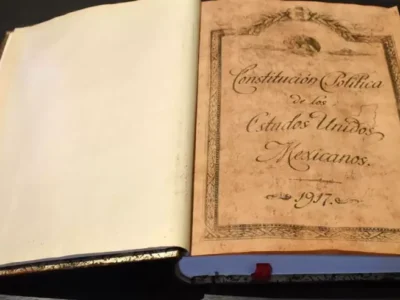 Constitución Política
de los
Estados Unidos
Mexicanos.
1917.